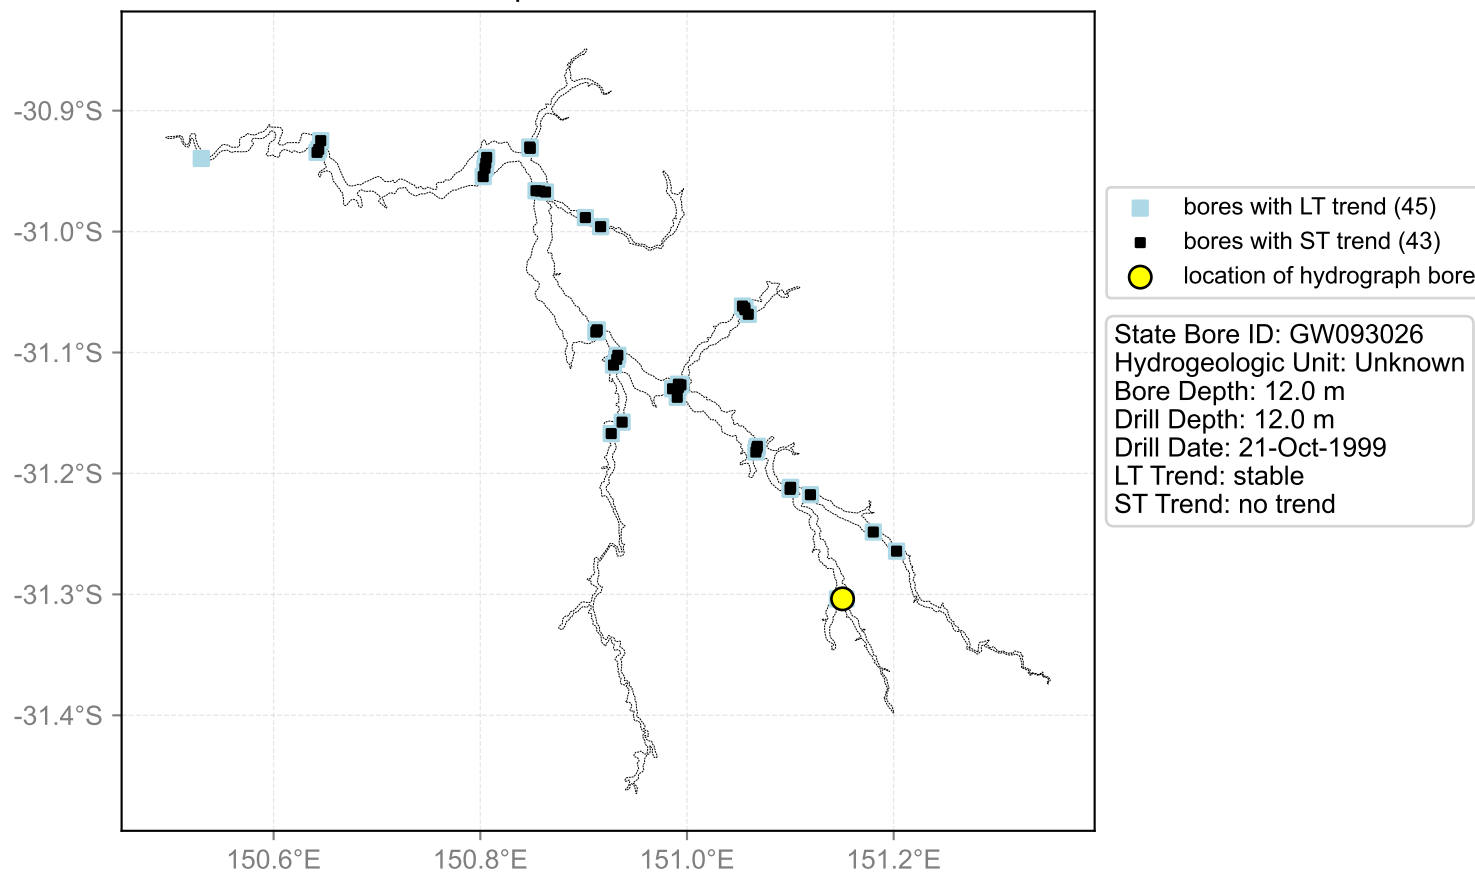 -30.9°S
-31.0°S
-31.1°S
-31.2°S
-31.3°S
-31.4°S
150.6°E
150.8°E
151.0°E
151.2°E
bores with LT trend (45)
bores with ST trend (43)
location of hydrograph bore
State Bore ID: GW093026
Hydrogeologic Unit: Unknown
Bore Depth: 12.0 m
Drill Depth: 12.0 m
Drill Date: 21-Oct-1999
LT Trend: stable
ST Trend: no trend